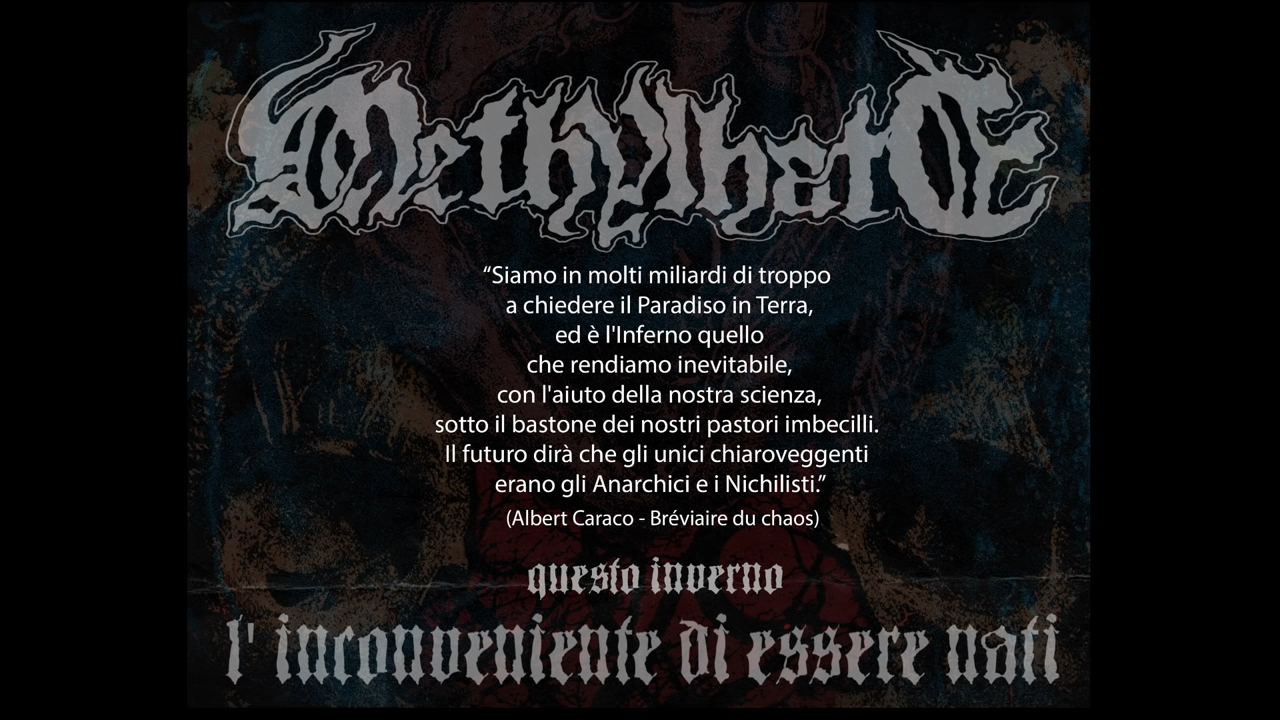 Methylhate
“Siamo in molti miliardi di troppo
a chiedere il Paradiso in Terra,
ed è l'Inferno quello
che rendiamo inevitabile,
con l'aiuto della nostra scienza,
sotto il bastone dei nostri pastori imbecilli.
Il futuro dirà che gli unici chiaroveggenti
erano gli Anarchici e i Nichilisti.”
(Albert Caraco - Bréviaire du chaos)
questo inverno
l' inconveniente di essere nati